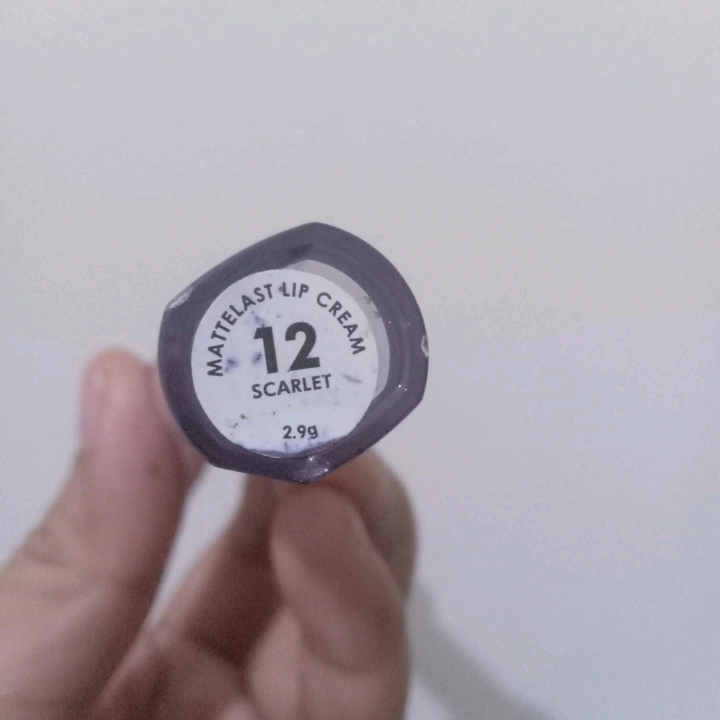 MATTELAST LIP CREAM
12
SCARLET
2.9g